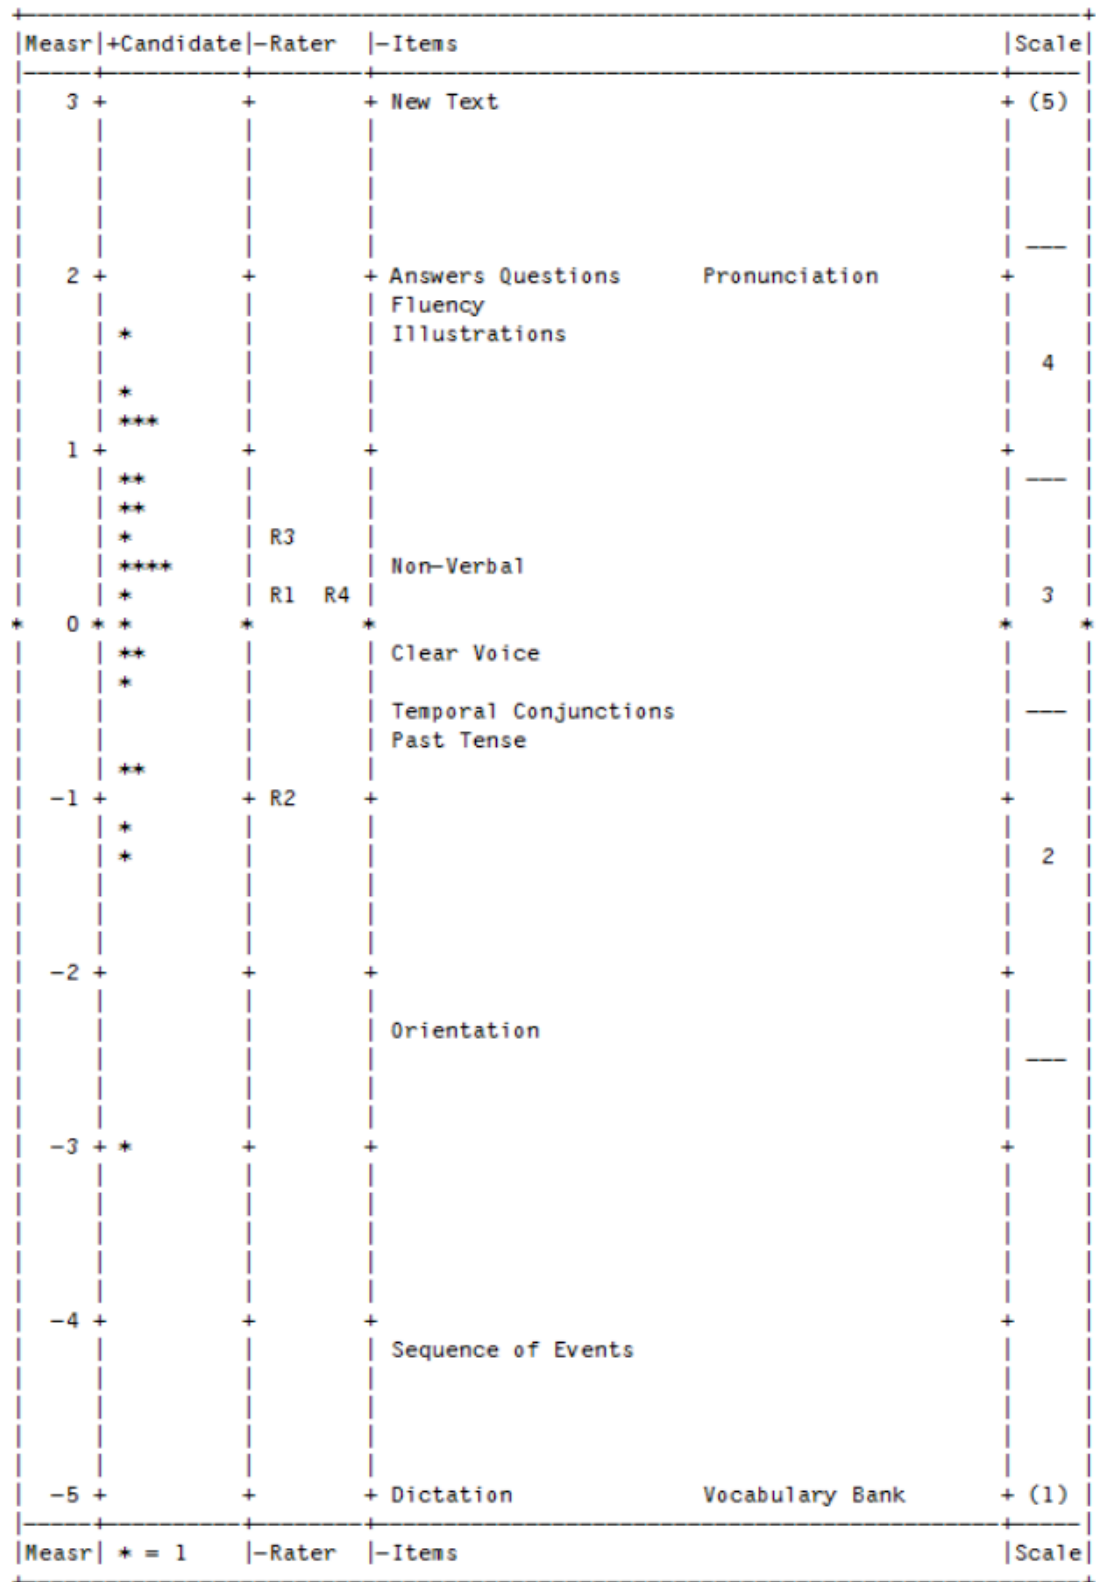 |Measr|+Candidate|-Rater |-Items |Scale|
3 + + + New Text + (5)
---
2 + + + Answers Questions Pronunciation +
Fluency
* Illustrations
4
*
***
1 + + + +
** ---
**
* R3
**** Non-Verbal
* R1 R4 3
* 0 * * * * * *
** Clear Voice
*
Temporal Conjunctions ---
Past Tense
**
-1 + + R2 + +
*
* 2
-2 + + + +
Orientation
---
-3 + * + + +
-4 + + + +
Sequence of Events
-5 + + + Dictation Vocabulary Bank + (1)
|Measr| * = 1 |-Rater |-Items |Scale|